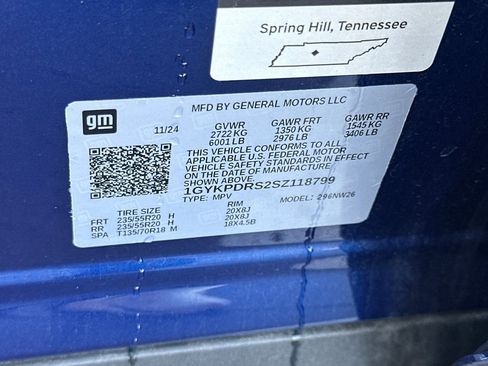 Spring Hill, Tennessee
gm
MFD BY GENERAL MOTORS LLC
11/24 GVWR GAWR FRT GAWR RR
2722 KG 1350 KG 1545 KG
6001 LB 2976 LB 3406 LB
THIS VEHICLE CONFORMS TO ALL
APPLICABLE U.S. FEDERAL MOTOR
VEHICLE SAFETY STANDARDS IN EFFECT
ON THE DATE OF MANUFACTURE
SHOWN ABOVE.
1GYKPDRS2SZ118799
TYPE: MPV MODEL: 296NW26
TIRE SIZE RIM
FRT 235/55R20 H 20X8J
RR 235/55R20 H 20X8J
SPA T135/70R18 M 18X4.5B